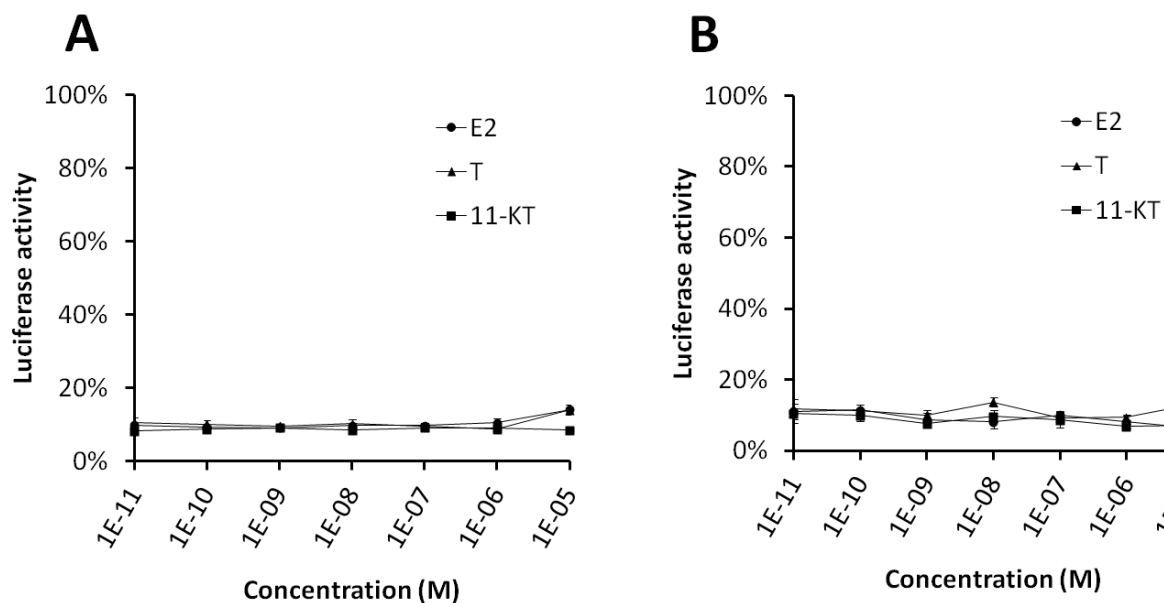 A
Luciferase activity
100%
80%
60%
40%
20%
0%
E2
T
11-KT
1E-11
1E-10
1E-09
1E-08
1E-07
1E-06
1E-05
Concentration (M)
B
Luciferase activity
100%
80%
60%
40%
20%
0%
E2
T
11-KT
1E-11
1E-10
1E-09
1E-08
1E-07
1E-06
Concentration (M)